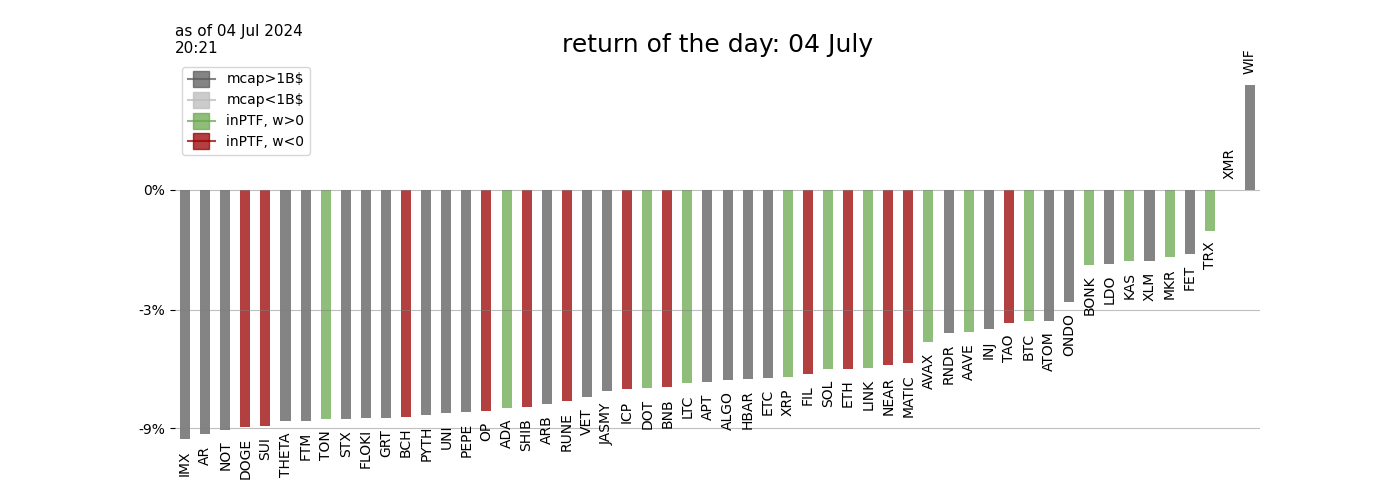 as of 04 Jul 2024
20:21
return of the day: 04 July
mcap>1B$
mcap<1B$
inPTF, w>0
inPTF, w<0
0%
-3%
-9%
IMX
AR
NOT
DOGE
SUI
THETA
FTM
TON
STX
FLOKI
GRT
BCH
PYTH
UNI
PEPE
OP
ADA
SHIB
ARB
RUNE
VET
JASMY
ICP
DOT
BNB
LTC
APT
ALGO
HBAR
ETC
XRP
FIL
SOL
ETH
LINK
NEAR
MATIC
AVAX
RNDR
AAVE
INJ
TAO
BTC
ATOM
ONDO
BONK
LDO
KAS
XLM
MKR
FET
TRX
XMR
WIF